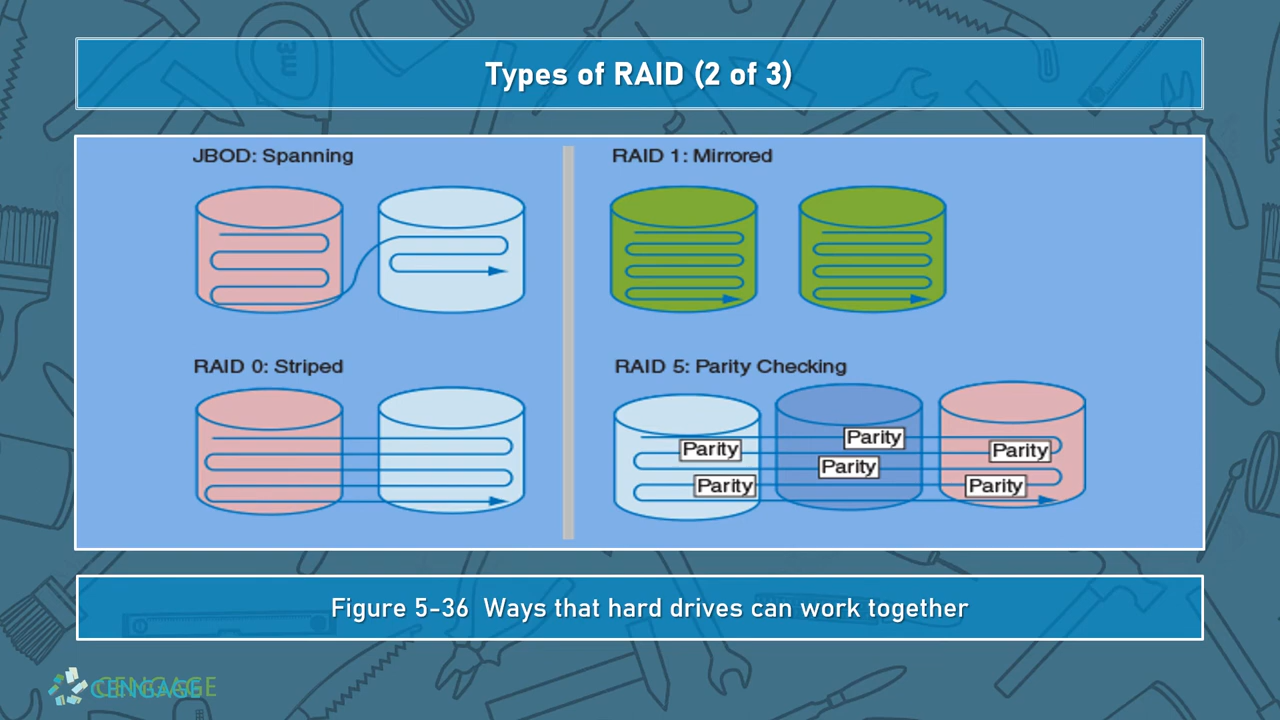 Types of RAID (2 of 3)
JBOD: Spanning
RAID 1: Mirrored
RAID 0: Striped
RAID 5: Parity Checking
Parity
Parity
Parity
Parity
Parity
Parity
Figure 5-36 Ways that hard drives can work together
CENGAGE
CENGAGE